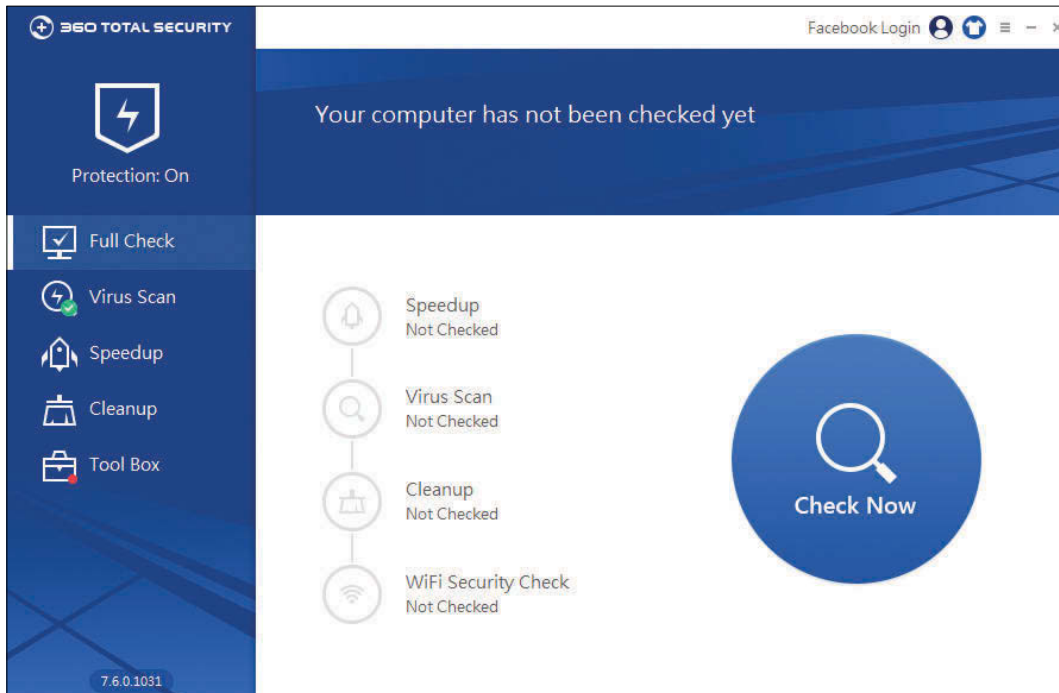 360 TOTAL SECURITY
Facebook Login
Protection: On
Your computer has not been checked yet
Full Check
Virus Scan
Speedup
Cleanup
Tool Box
7.6.0.1031
Speedup
Not Checked
Virus Scan
Not Checked
Cleanup
Not Checked
WiFi Security Check
Not Checked
Check Now